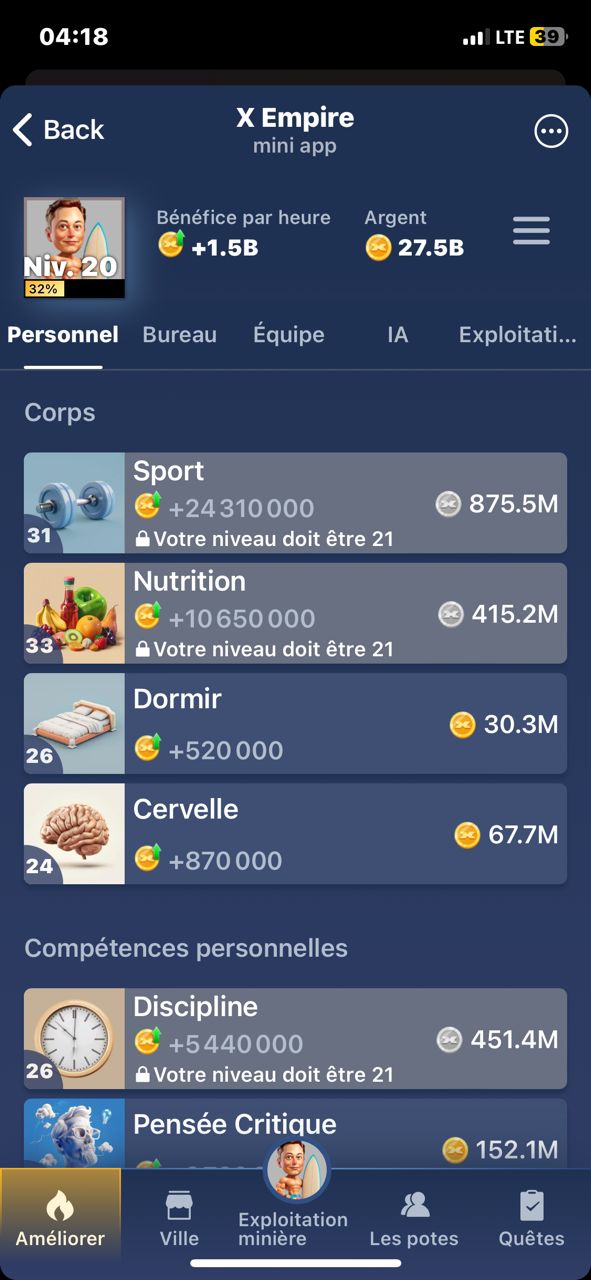 04:18
LTE 39
Back
X Empire
mini app
Niv. 20
32%
Bénéfice par heure
+1.5B
Argent
27.5B
Personnel Bureau Équipe IA Exploitati...
Corps
Sport
+24 310 000
875.5M
Votre niveau doit être 21
31
Nutrition
+10 650 000
415.2M
Votre niveau doit être 21
33
Dormir
+520 000
30.3M
26
Cervelle
+870 000
67.7M
24
Compétences personnelles
Discipline
+5 440 000
451.4M
Votre niveau doit être 21
26
Pensée Critique
152.1M
Améliorer
Ville
Exploitation
minière
Les potes
Quêtes